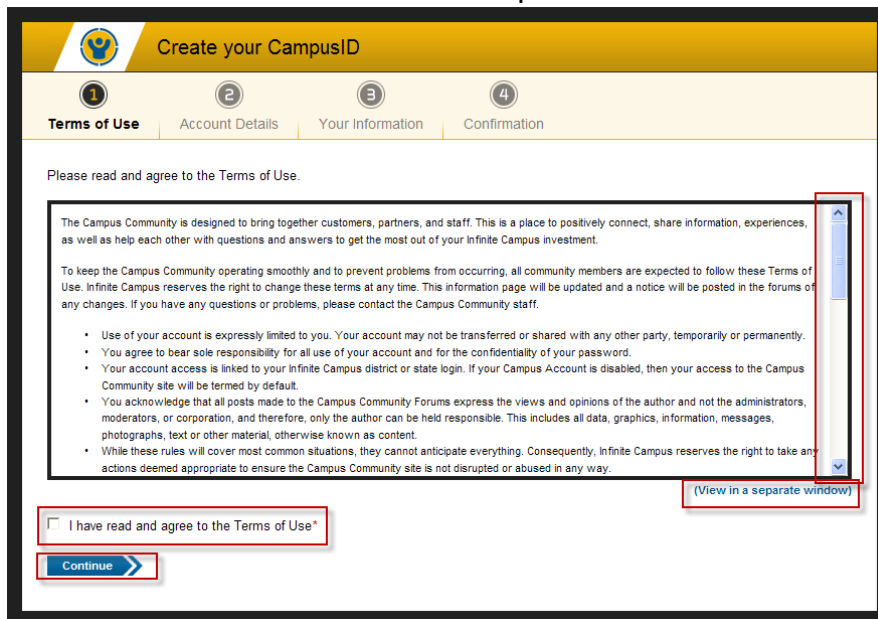 Create your CampusID
1 2 3 4
Terms of Use Account Details Your Information Confirmation
Please read and agree to the Terms of Use.
The Campus Community is designed to bring together customers, partners, and staff. This is a place to positively connect, share information, experiences,
as well as help each other with questions and answers to get the most out of your Infinite Campus investment.
To keep the Campus Community operating smoothly and to prevent problems from occurring, all community members are expected to follow these Terms of
Use. Infinite Campus reserves the right to change these terms at any time. This information page will be updated and a notice will be posted in the forums of
any changes. If you have any questions or problems, please contact the Campus Community staff.
• Use of your account is expressly limited to you. Your account may not be transferred or shared with any other party, temporarily or permanently.
• You agree to bear sole responsibility for all use of your account and for the confidentiality of your password.
• Your account access is linked to your Infinite Campus district or state login. If your Campus Account is disabled, then your access to the Campus
Community site will be termed by default.
• You acknowledge that all posts made to the Campus Community Forums express the views and opinions of the author and not the administrators,
moderators, or corporation, and therefore, only the author can be held responsible. This includes all data, graphics, information, messages,
photographs, text or other material, otherwise known as content.
• While these rules will cover most common situations, they cannot anticipate everything. Consequently, Infinite Campus reserves the right to take any
actions deemed appropriate to ensure the Campus Community site is not disrupted or abused in any way.
(View in a separate window)
I have read and agree to the Terms of Use*
Continue